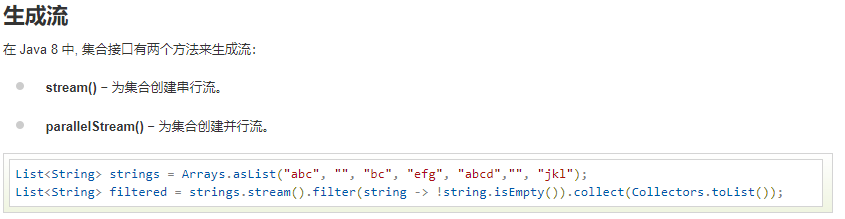 生成流
在 Java 8 中, 集合接口有两个方法来生成流：
stream() − 为集合创建串行流。
parallelStream() − 为集合创建并行流。
List<String> strings = Arrays.asList("abc", "", "bc", "efg", "abcd","", "jkl");
List<String> filtered = strings.stream().filter(string -> !string.isEmpty()).collect(Collectors.toList());